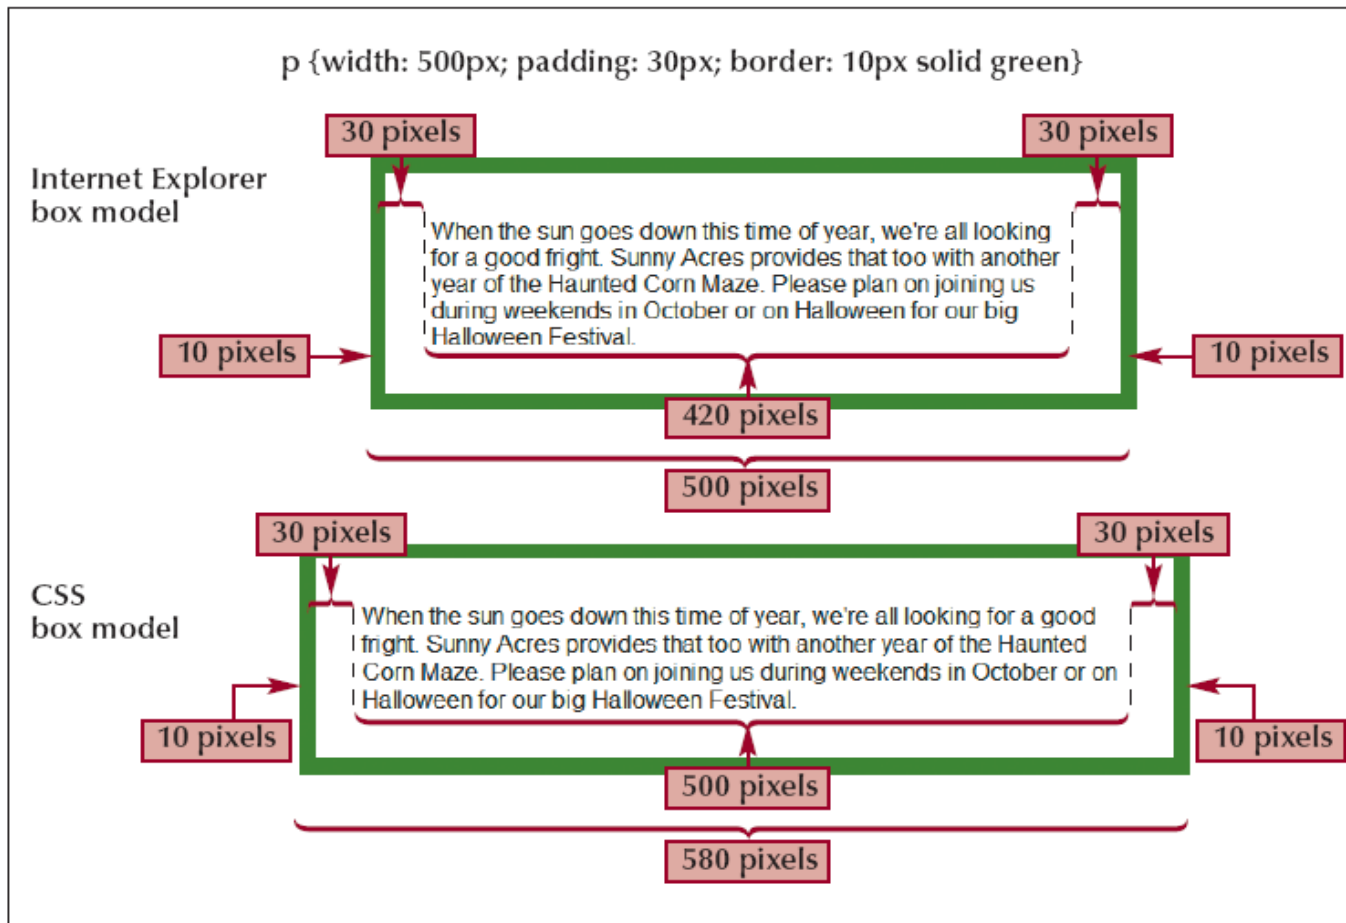 p {width: 500px; padding: 30px; border: 10px solid green}
30 pixels
30 pixels
Internet Explorer
box model
When the sun goes down this time of year, we're all looking
for a good fright. Sunny Acres provides that too with another
year of the Haunted Corn Maze. Please plan on joining us
during weekends in October or on Halloween for our big
Halloween Festival.
10 pixels
10 pixels
420 pixels
500 pixels
30 pixels
30 pixels
CSS
box model
When the sun goes down this time of year, we're all looking for a good
fright. Sunny Acres provides that too with another year of the Haunted
Corn Maze. Please plan on joining us during weekends in October or on
Halloween for our big Halloween Festival.
10 pixels
10 pixels
500 pixels
580 pixels